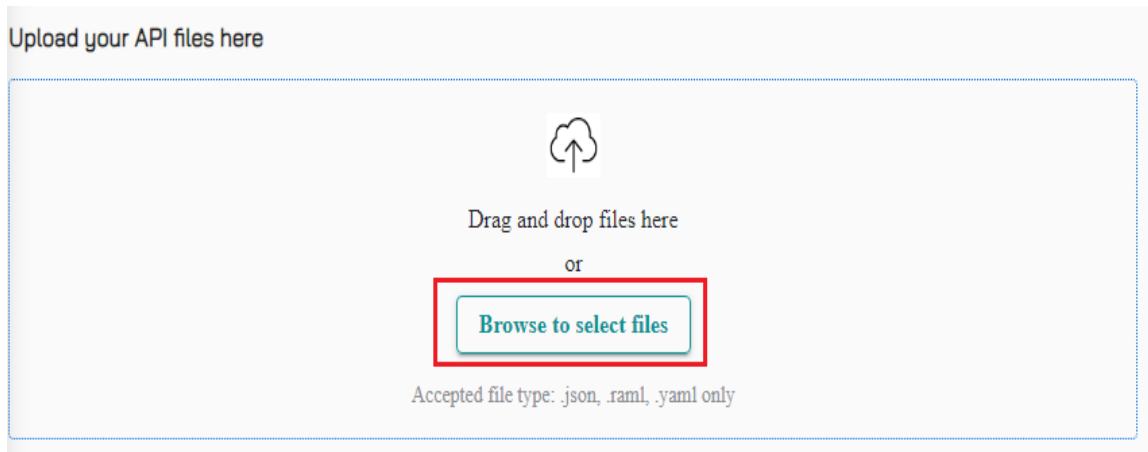 Upload your API files here
Drag and drop files here
or
Browse to select files
Accepted file type: .json, .raml, .yaml only